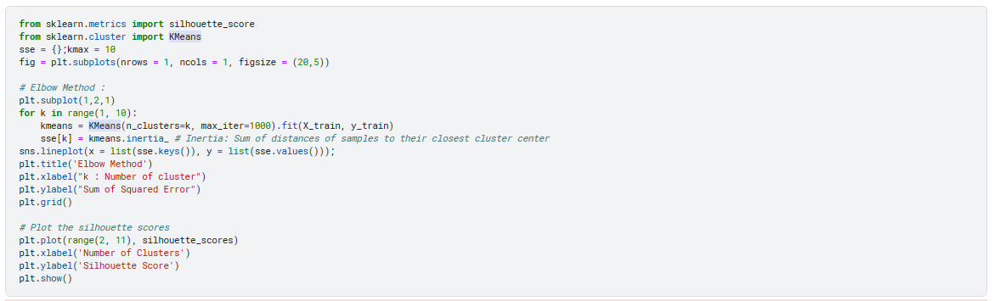 from sklearn.metrics import silhouette_score
from sklearn.cluster import KMeans
sse = {};kmax = 10
fig = plt.subplots(nrows = 1, ncols = 1, figsize = (20,5))
# Elbow Method :
plt.subplot(1,2,1)
for k in range(1, 10):
    kmeans = KMeans(n_clusters=k, max_iter=1000).fit(X_train, y_train)
    sse[k] = kmeans.inertia_ # Inertia: Sum of distances of samples to their closest cluster center
sns.lineplot(x = list(sse.keys()), y = list(sse.values()));
plt.title('Elbow Method')
plt.xlabel("k : Number of cluster")
plt.ylabel("Sum of Squared Error")
plt.grid()
# Plot the silhouette scores
plt.plot(range(2, 11), silhouette_scores)
plt.xlabel('Number of Clusters')
plt.ylabel('Silhouette Score')
plt.show()